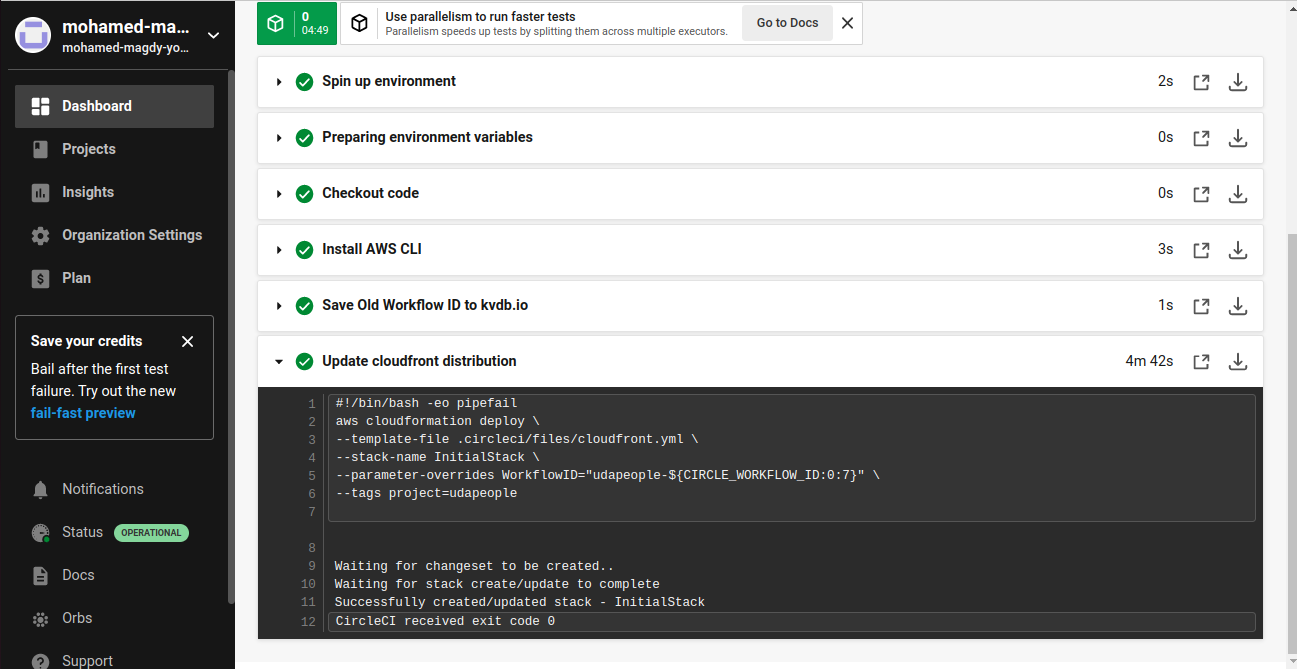 mohamed-ma...
mohamed-magdy-yo...
Dashboard
Projects
Insights
Organization Settings
Plan
Save your credits
Bail after the first test
failure. Try out the new
fail-fast preview
Notifications
Status OPERATIONAL
Docs
Orbs
Support
0
04:49
Use parallelism to run faster tests
Parallelism speeds up tests by splitting them across multiple executors.
Go to Docs
Spin up environment 2s
Preparing environment variables 0s
Checkout code 0s
Install AWS CLI 3s
Save Old Workflow ID to kvdb.io 1s
Update cloudfront distribution 4m 42s
1 #!/bin/bash -eo pipefail
2 aws cloudformation deploy \
3 --template-file .circleci/files/cloudfront.yml \
4 --stack-name InitialStack \
5 --parameter-overrides WorkflowID="udapeople-${CIRCLE_WORKFLOW_ID:0:7}" \
6 --tags project=udapeople
7
8
9 Waiting for changeset to be created..
10 Waiting for stack create/update to complete
11 Successfully created/updated stack - InitialStack
12 CircleCI received exit code 0